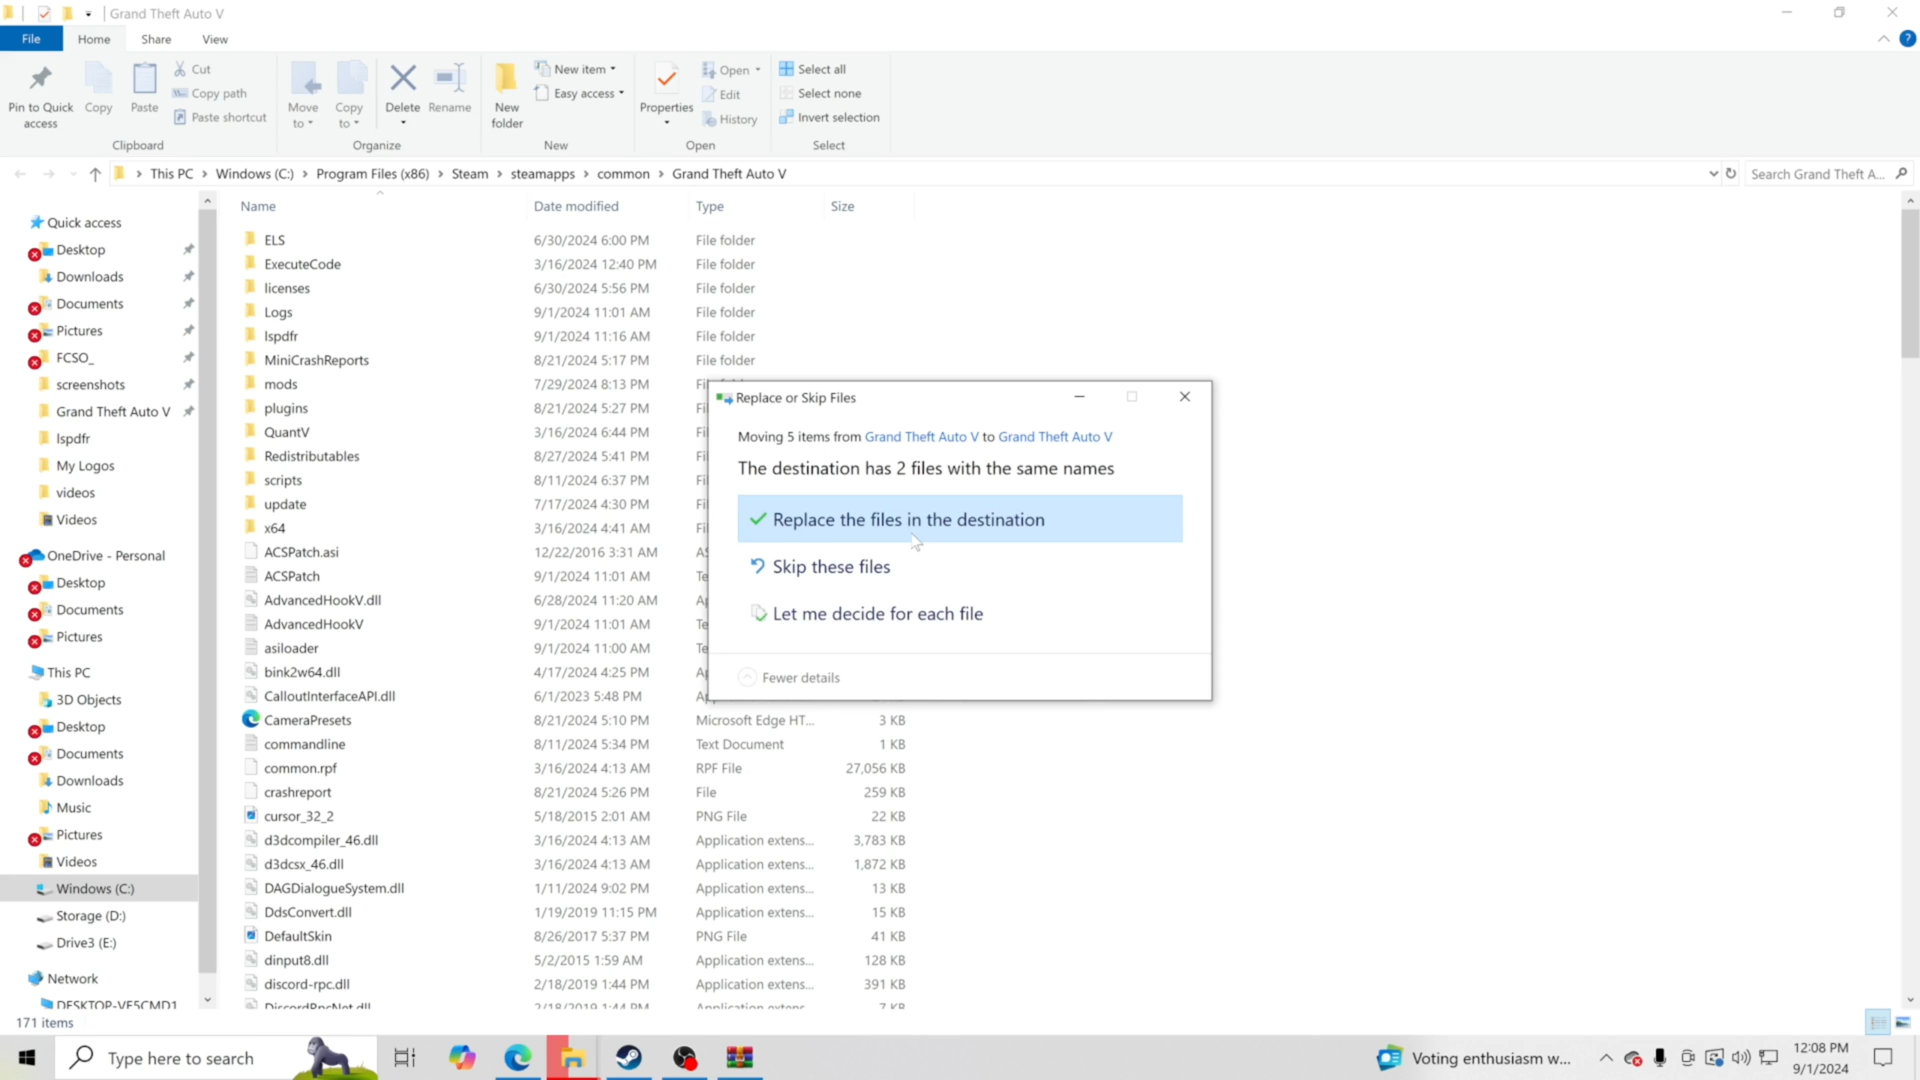 Grand Theft Auto V
File
Home
Share
View
Pin to Quick access
Copy
Paste
Cut
Copy path
Paste shortcut
Clipboard
Move to
Copy to
Delete
Rename
Organize
New folder
New item
Easy access
New
Properties
Open
Edit
History
Open
Select all
Select none
Invert selection
Select
This PC > Windows (C:) > Program Files (x86) > Steam > steamapps > common > Grand Theft Auto V
Search Grand Theft A...
Quick access
Desktop
Downloads
Documents
Pictures
FCSO_
screenshots
Grand Theft Auto V
lspdfr
My Logos
videos
Videos
OneDrive - Personal
Desktop
Documents
Pictures
This PC
3D Objects
Desktop
Documents
Downloads
Music
Pictures
Videos
Windows (C:)
Storage (D:)
Drive3 (E:)
Network
DESKTOP-VF5CMD1
Name Date modified Type Size
ELS 6/30/2024 6:00 PM File folder
ExecuteCode 3/16/2024 12:40 PM File folder
licenses 6/30/2024 5:56 PM File folder
Logs 9/1/2024 11:01 AM File folder
lspdfr 9/1/2024 11:16 AM File folder
MiniCrashReports 8/21/2024 5:17 PM File folder
mods 7/29/2024 8:13 PM
plugins 8/21/2024 5:27 PM
QuantV 3/16/2024 6:44 PM
Redistributables 8/27/2024 5:41 PM
scripts 8/11/2024 6:37 PM
update 7/17/2024 4:30 PM
x64 3/16/2024 4:41 AM
ACSPatch.asi 12/22/2016 3:31 AM
ACSPatch 9/1/2024 11:01 AM
AdvancedHookV.dll 6/28/2024 11:20 AM
AdvancedHookV 9/1/2024 11:01 AM
asiloader 9/1/2024 11:00 AM
bink2w64.dll 4/17/2024 4:25 PM
CalloutInterfaceAPI.dll 6/1/2023 5:48 PM
CameraPresets 8/21/2024 5:10 PM Microsoft Edge HT... 3 KB
commandline 8/11/2024 5:34 PM Text Document 1 KB
common.rpf 3/16/2024 4:13 AM RPF File 27,056 KB
crashreport 8/21/2024 5:26 PM File 259 KB
cursor_32_2 5/18/2015 2:01 AM PNG File 22 KB
d3dcompiler_46.dll 3/16/2024 4:13 AM Application extens... 3,783 KB
d3dcsx_46.dll 3/16/2024 4:13 AM Application extens... 1,872 KB
DAGDialogueSystem.dll 1/11/2024 9:02 PM Application extens... 13 KB
DdsConvert.dll 1/19/2019 11:15 PM Application extens... 15 KB
DefaultSkin 8/26/2017 5:37 PM PNG File 41 KB
dinput8.dll 5/2/2015 1:59 AM Application extens... 128 KB
discord-rpc.dll 2/18/2019 1:44 PM Application extens... 391 KB
DiscordRpcNet.dll 2/18/2019 1:44 PM Application extens... 7 KB
Replace or Skip Files
Moving 5 items from Grand Theft Auto V to Grand Theft Auto V
The destination has 2 files with the same names
Replace the files in the destination
Skip these files
Let me decide for each file
Fewer details
171 items
Type here to search
Voting enthusiasm w...
12:08 PM
9/1/2024